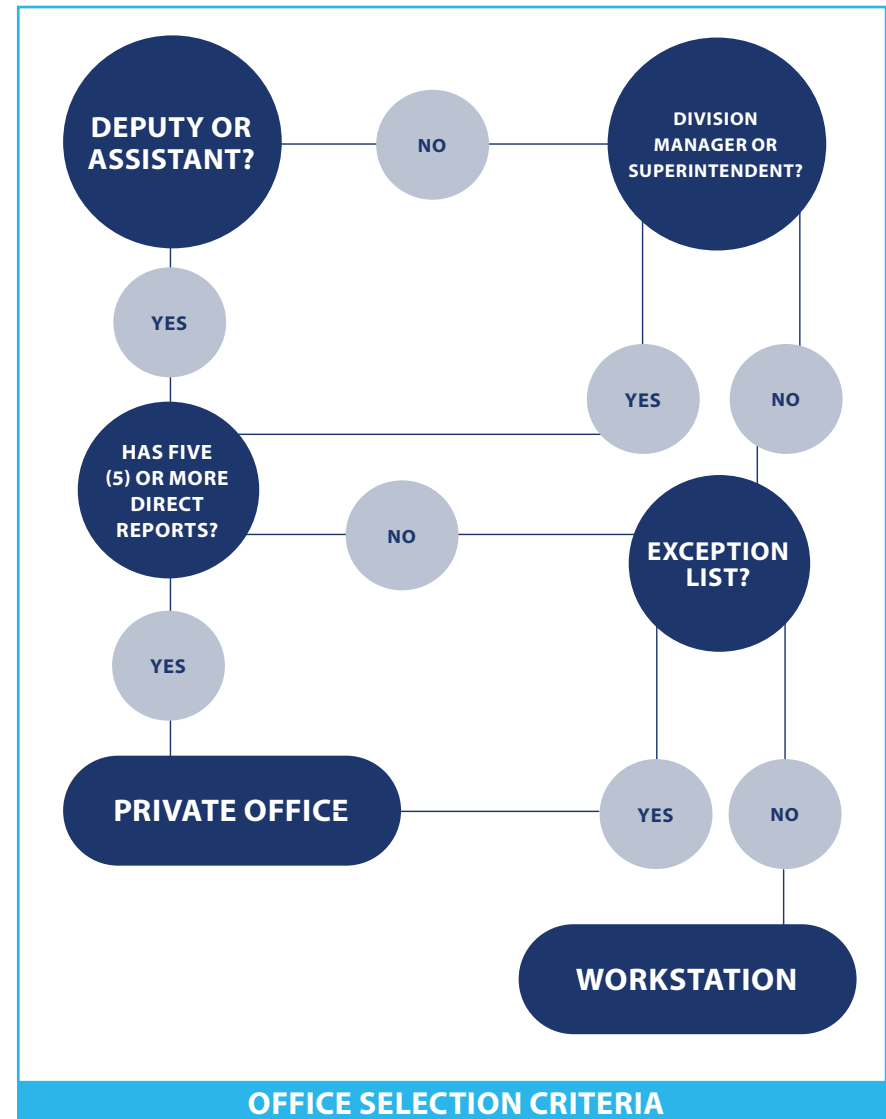 DEPUTY OR
ASSISTANT?
NO
DIVISION
MANAGER OR
SUPERINTENDENT?
YES
YES
NO
HAS FIVE
(5) OR MORE
DIRECT
REPORTS?
NO
EXCEPTION
LIST?
YES
PRIVATE OFFICE
YES
NO
WORKSTATION
OFFICE SELECTION CRITERIA